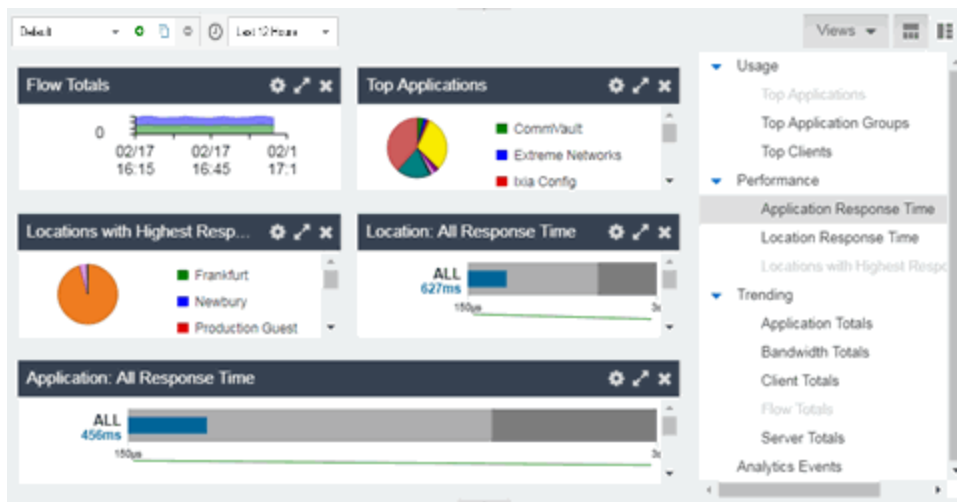 Default
Last 12 Hours
Views
Flow Totals
0
02/17 02/17 02/1
16:15 16:45 17:1
Top Applications
CommVault
Extreme Networks
Ixia Config
Locations with Highest Resp...
Frankfurt
Newbury
Production Guest
Location: All Response Time
ALL
627ms
150µs
Application: All Response Time
ALL
456ms
150µs
Usage
Top Applications
Top Application Groups
Top Clients
Performance
Application Response Time
Location Response Time
Locations with Highest Respo
Trending
Application Totals
Bandwidth Totals
Client Totals
Flow Totals
Server Totals
Analytics Events